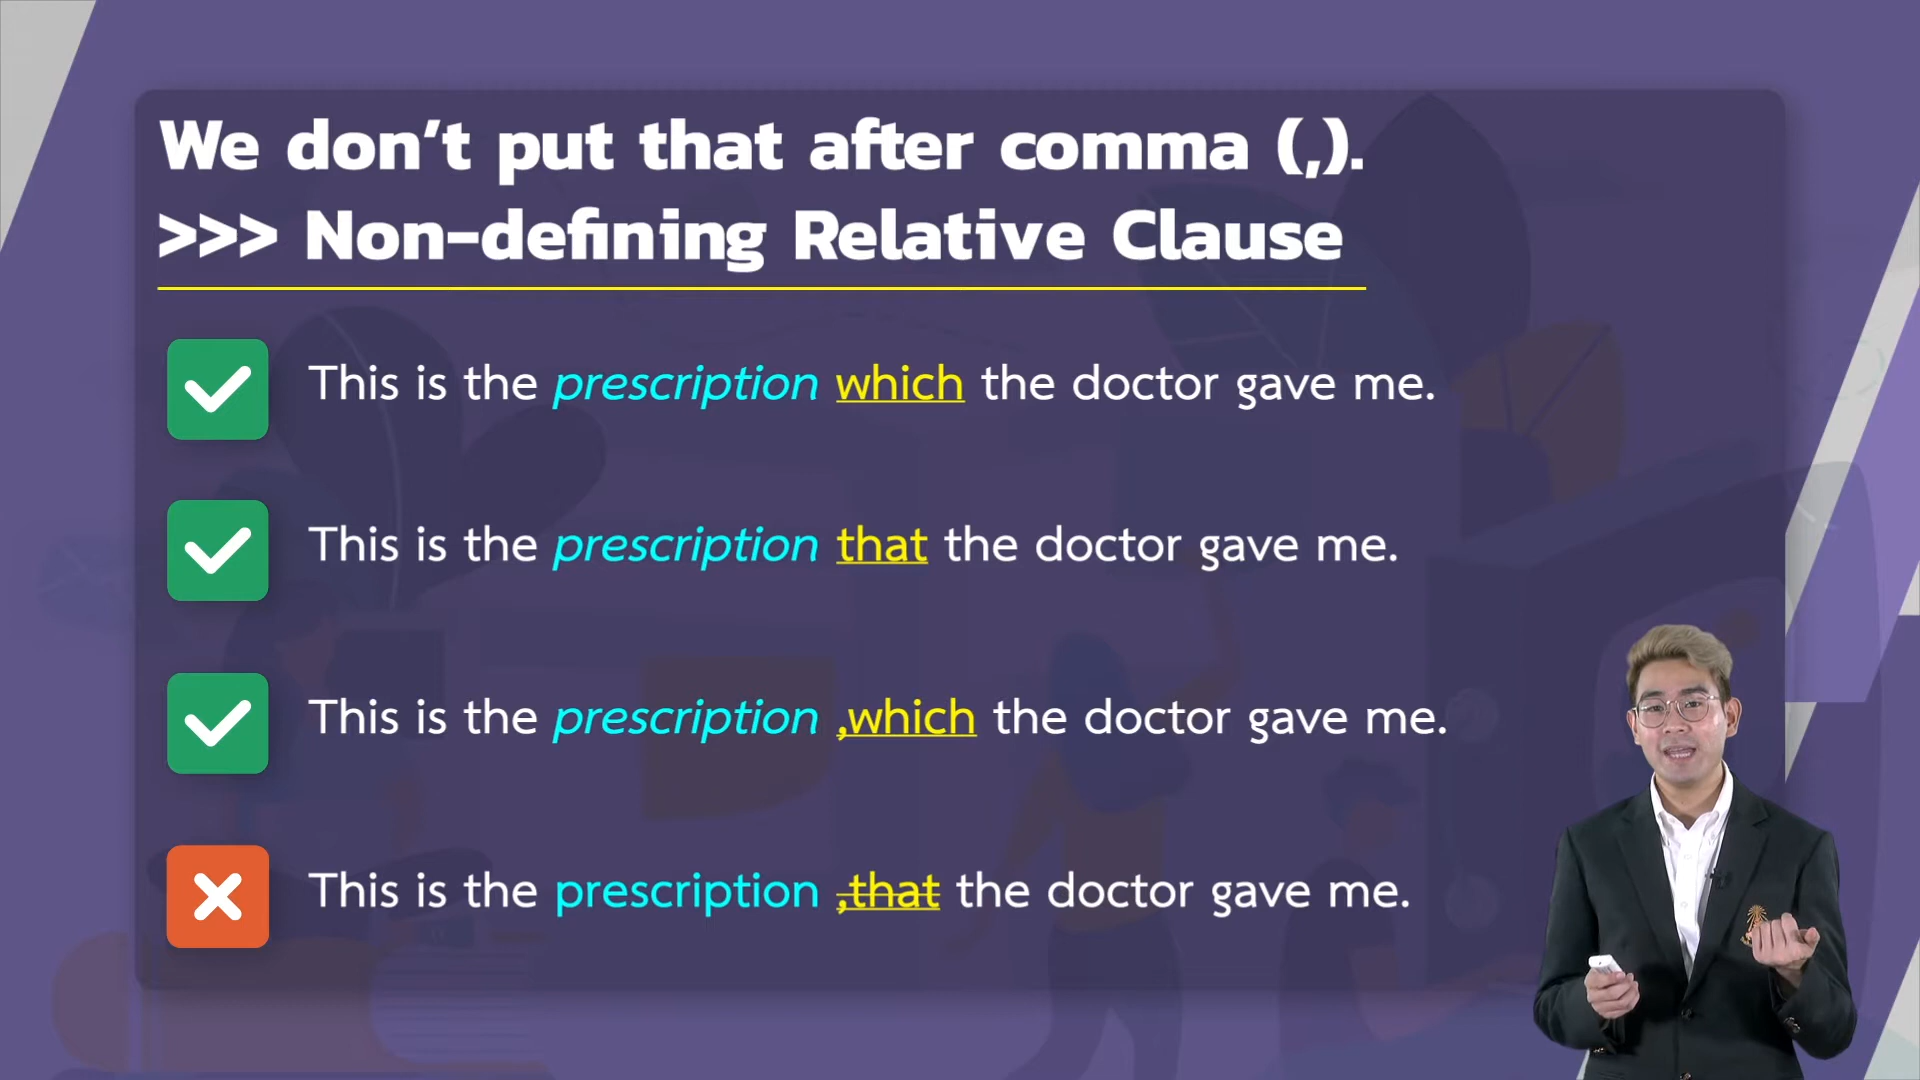 We don’t put that after comma (,).
>>> Non-defining Relative Clause
This is the prescription which the doctor gave me.
This is the prescription that the doctor gave me.
This is the prescription ,which the doctor gave me.
This is the prescription ,that the doctor gave me.